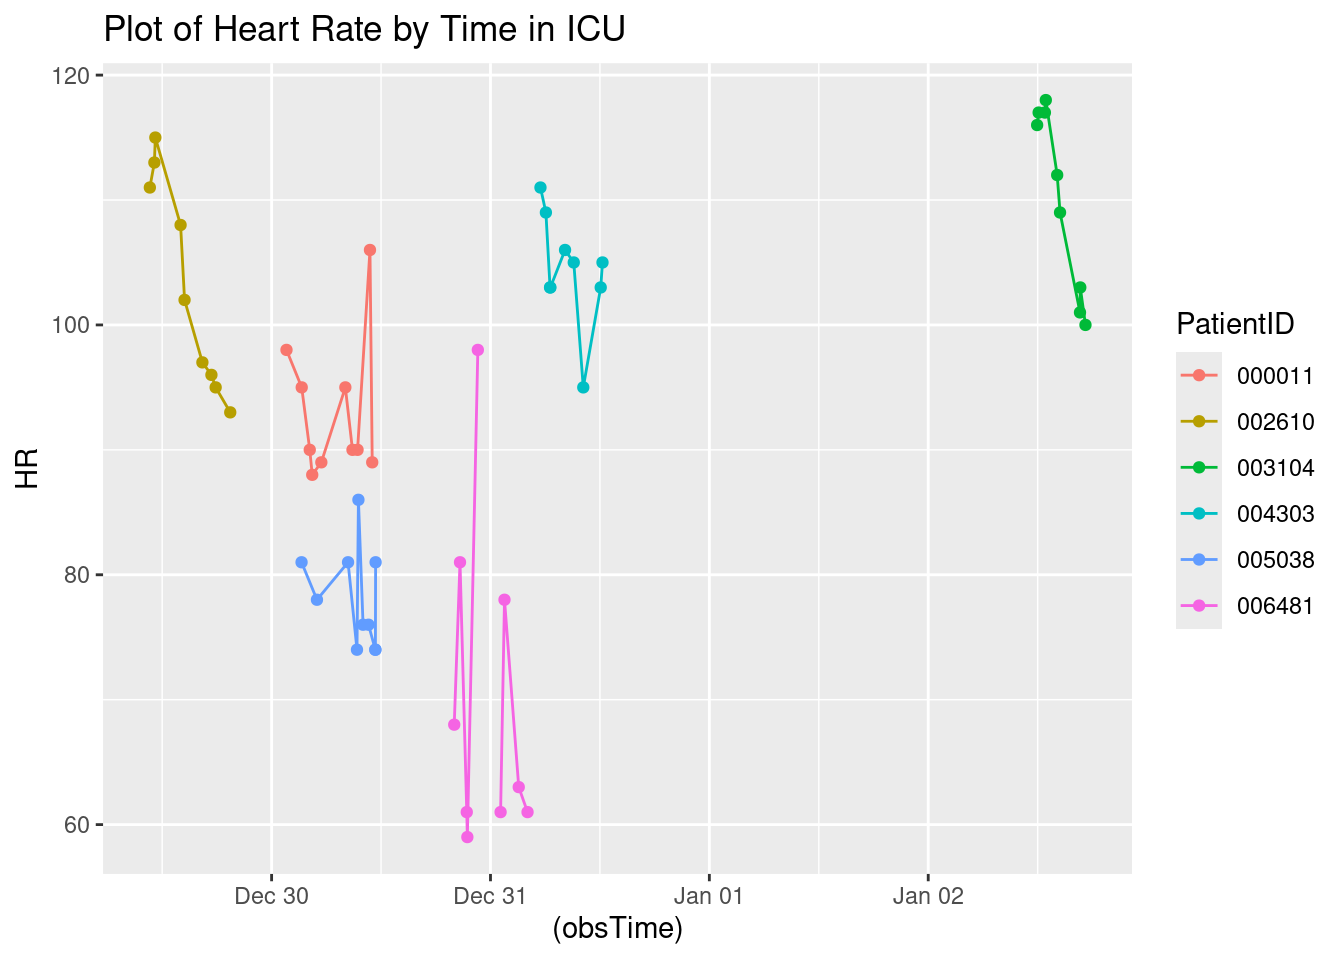 Plot of Heart Rate by Time in ICU
120
100
80
60
HR
Dec 30
Dec 31
Jan 01
Jan 02
(obsTime)
PatientID
000011
002610
003104
004303
005038
006481